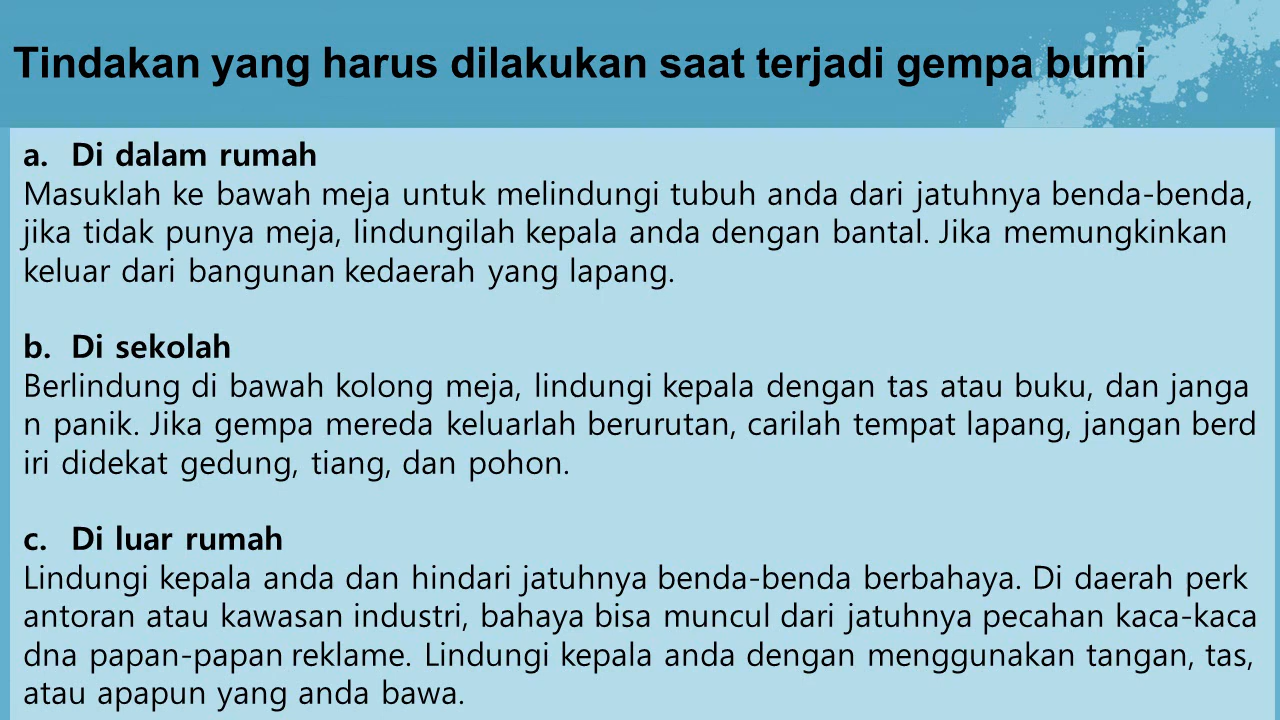 Tindakan yang harus dilakukan saat terjadi gempa bumi
a. Di dalam rumah
Masuklah ke bawah meja untuk melindungi tubuh anda dari jatuhnya benda-benda,
jika tidak punya meja, lindungilah kepala anda dengan bantal. Jika memungkinkan
keluar dari bangunan kedaerah yang lapang.
b. Di sekolah
Berlindung di bawah kolong meja, lindungi kepala dengan tas atau buku, dan janga
n panik. Jika gempa mereda keluarlah berurutan, carilah tempat lapang, jangan berd
iri didekat gedung, tiang, dan pohon.
c. Di luar rumah
Lindungi kepala anda dan hindari jatuhnya benda-benda berbahaya. Di daerah perk
antoran atau kawasan industri, bahaya bisa muncul dari jatuhnya pecahan kaca-kaca
dna papan-papan reklame. Lindungi kepala anda dengan menggunakan tangan, tas,
atau apapun yang anda bawa.